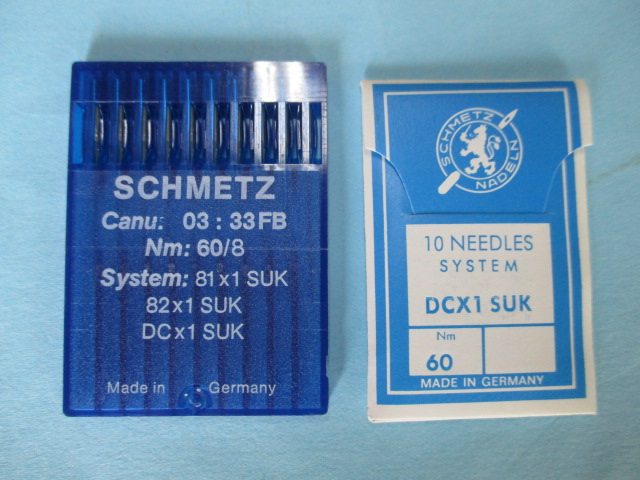 SCHMETZ
Canu: 03 : 33 FB
Nm: 60/8
System: 81x1 SUK
82x1 SUK
DCx1 SUK
Made in Germany
SCHMETZ
NADELN
10 NEEDLES
SYSTEM
DCX1 SUK
Nm
60
MADE IN GERMANY